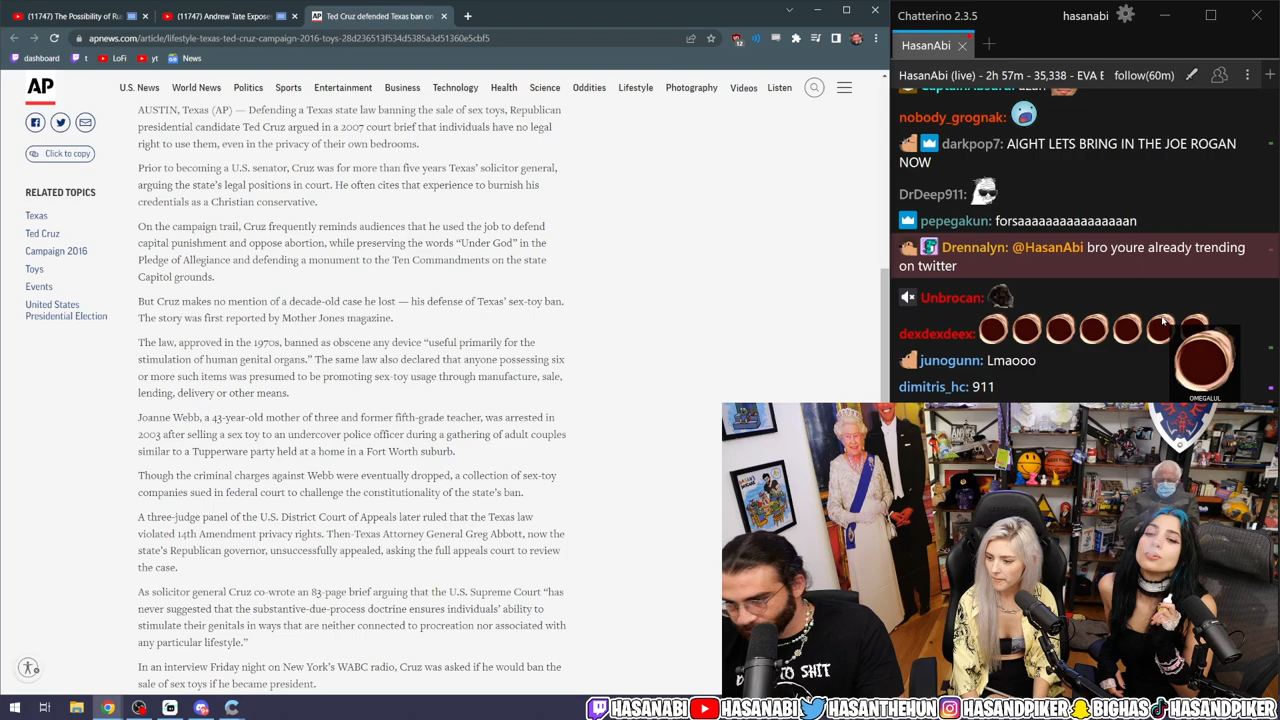 (11747) The Possibility of Ru
(11747) Andrew Tate Expose
Ted Cruz defended Texas ban on
apnews.com/article/lifestyle-texas-ted-cruz-campaign-2016-toys-28d236513f534d5385a3d51360e5cbf5
12
dashboard
t
LoFi
yt
News
AP
U.S. News
World News
Politics
Sports
Entertainment
Business
Technology
Health
Science
Oddities
Lifestyle
Photography
Videos
Listen
Click to copy
RELATED TOPICS
Texas
Ted Cruz
Campaign 2016
Toys
Events
United States
Presidential Election
AUSTIN, Texas (AP) — Defending a Texas state law banning the sale of sex toys, Republican
presidential candidate Ted Cruz argued in a 2007 court brief that individuals have no legal
right to use them even in the privacy of their own bedrooms.
Prior to becoming a U.S. senator, Cruz was for more than five years Texas’ solicitor general,
arguing the state’s legal positions in court. He often cites that experience to burnish his
credentials as a Christian conservative.
On the campaign trail, Cruz frequently reminds audiences that he used the job to defend
capital punishment and oppose abortion, while preserving the words “Under God” in the
Pledge of Allegiance and defending a monument to the Ten Commandments on the state
Capitol grounds.
But Cruz makes no mention of a decade-old case he lost — his defense of Texas’ sex-toy ban.
The story was first reported by Mother Jones magazine.
The law, approved in the 1970s, banned as obscene any device “useful primarily for the
stimulation of human genital organs.” The same law also declared that anyone possessing six
or more such items was presumed to be promoting sex-toy usage through manufacture, sale,
lending, delivery or other means.
Joanne Webb, a 43-year-old mother of three and former fifth-grade teacher, was arrested in
2003 after selling a sex toy to an undercover police officer during a gathering of adult couples
similar to a Tupperware party held at a home in a Fort Worth suburb.
Though the criminal charges against Webb were eventually dropped, a collection of sex-toy
companies sued in federal court to challenge the constitutionality of the state’s ban.
A three-judge panel of the U.S. District Court of Appeals later ruled that the Texas law
violated 14th Amendment privacy rights. Then-Texas Attorney General Greg Abbott, now the
state’s Republican governor, unsuccessfully appealed, asking the full appeals court to review
the case.
As solicitor general Cruz co-wrote an 83-page brief arguing that the U.S. Supreme Court “has
never suggested that the substantive-due-process doctrine ensures individuals’ ability to
stimulate their genitals in ways that are neither connected to procreation nor associated with
any particular lifestyle.”
In an interview Friday night on New York’s WABC radio, Cruz was asked if he would ban the
sale of sex toys if he became president.
Chatterino 2.3.5
hasanabi
HasanAbi
HasanAbi (live) - 2h 57m - 35,338 - EVA E
follow(60m)
nobody_grognak:
darkpop7: AIGHT LETS BRING IN THE JOE ROGAN
NOW
DrDeep911:
pepegakun: forsaaaaaaaaaaaaaaan
Drennalyn: @HasanAbi bro youre already trending
on twitter
Unbrocan:
dexdexdeex:
junogunn: Lmaooo
OMEGALUL
dimitris_hc: 911
HASANABI
HASANABI
HASANTHEHUN
HASANDPIKER
BIGHAS
HASANDPIKER